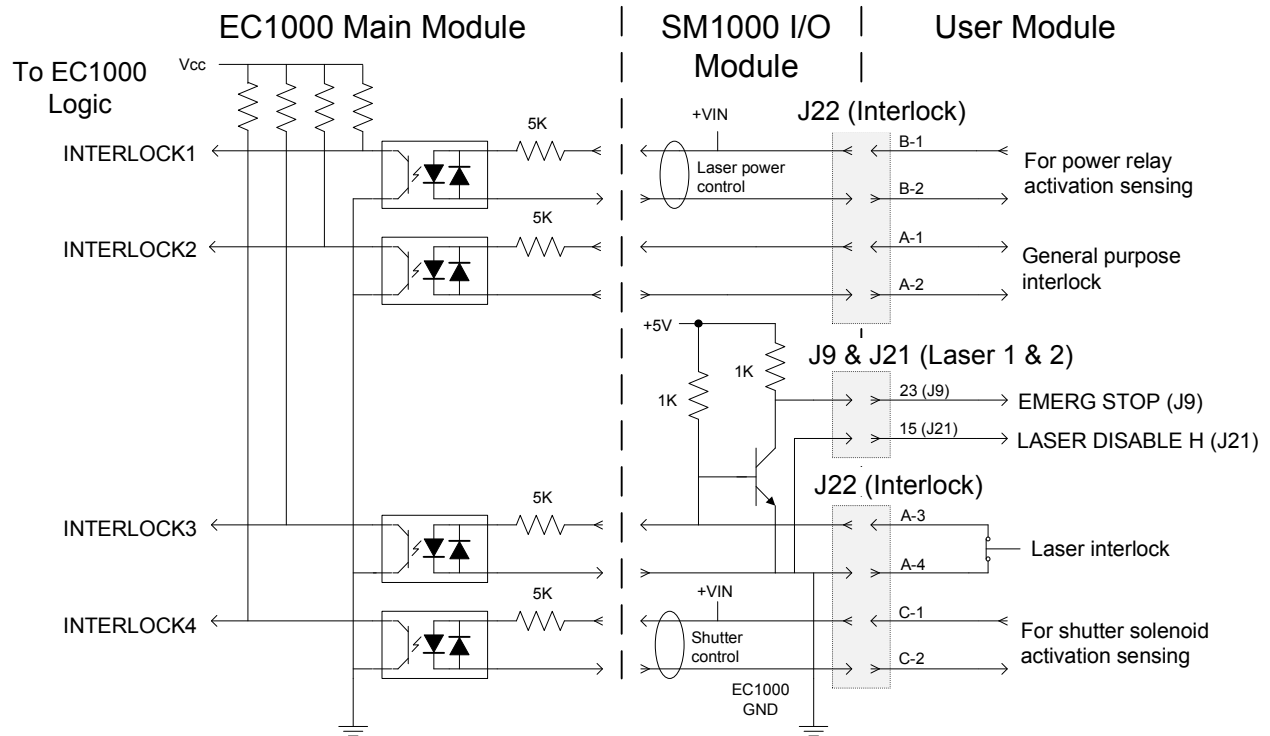 EC1000 Main Module
SM1000 I/O
Module
User Module
To EC1000
Logic
Vcc
J22 (Interlock)
INTERLOCK1
5K
+VIN
Laser power
control
B-1
B-2
For power relay
activation sensing
INTERLOCK2
5K
A-1
A-2
General purpose
interlock
+5V
1K
1K
J9 & J21 (Laser 1 & 2)
23 (J9)
EMERG STOP (J9)
15 (J21)
LASER DISABLE H (J21)
J22 (Interlock)
INTERLOCK3
5K
A-3
A-4
Laser interlock
INTERLOCK4
5K
+VIN
Shutter
control
C-1
C-2
For shutter solenoid
activation sensing
EC1000
GND